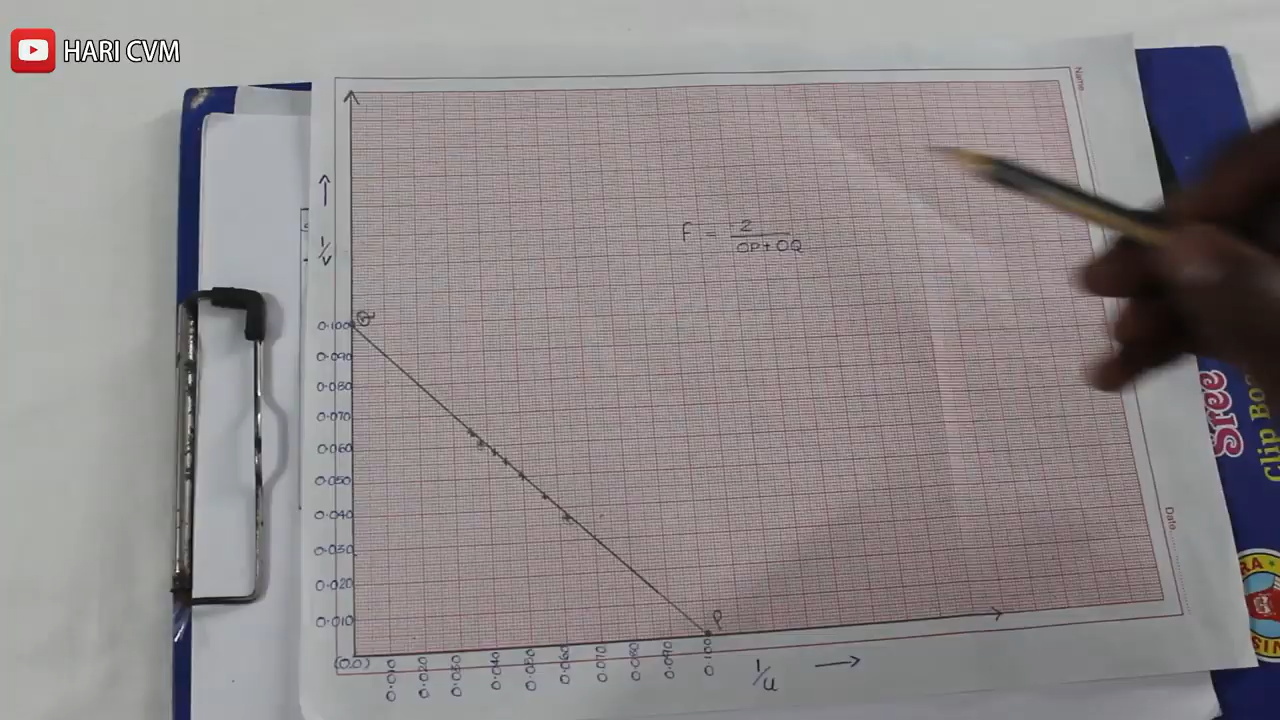 HARI CVM
Name
f = 2
OP+OQ
1/v
Q
0.100
0.090
0.080
0.070
0.060
0.050
0.040
0.030
0.020
0.010
(0,0)
0.010
0.020
0.030
0.040
0.050
0.060
0.070
0.080
0.090
0.100
P
1/u
Date
Sree
Clip Boa